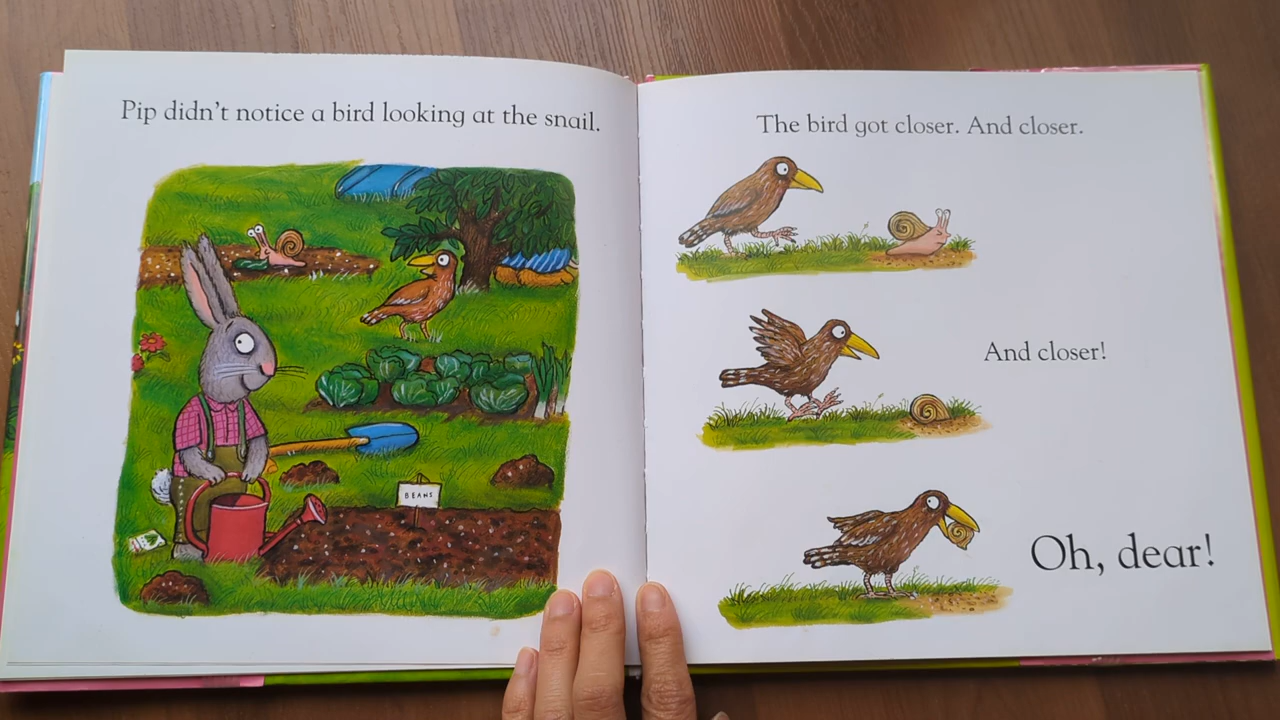 Pip didn't notice a bird looking at the snail.
BEANS
The bird got closer. And closer.
And closer!
Oh, dear!